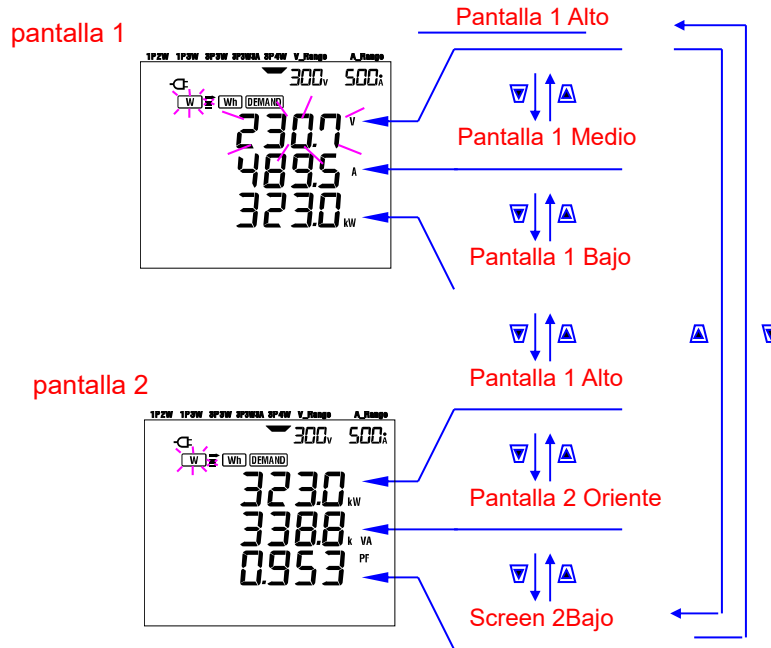 pantalla 1
Pantalla 1 Alto
1P2W 1P3W 3P3W 3P3W3A 3P4W V_Range A_Range
300V 500A
W Wh DEMAND
230.7 V
489.5 A
323.0 kW
Pantalla 1 Medio
Pantalla 1 Bajo
Pantalla 1 Alto
pantalla 2
1P2W 1P3W 3P3W 3P3W3A 3P4W V_Range A_Range
300V 500A
W Wh DEMAND
323.0 kW
338.8 k VA
0.953 PF
Pantalla 2 Oriente
Screen 2Bajo